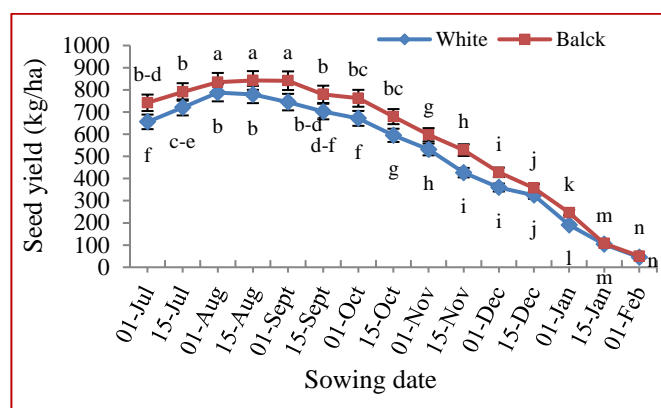 White Balck
1000
900
800
700
600
500
400
300
200
100
0
Seed yield (kg/ha)
b-d b a a a b bc bc g h i j k m n
f c-e b b b-d d-f f g h i i j l m n
01-Jul 15-Jul 01-Aug 15-Aug 01-Sept 15-Sept 01-Oct 15-Oct 01-Nov 15-Nov 01-Dec 15-Dec 01-Jan 15-Jan 01-Feb
Sowing date